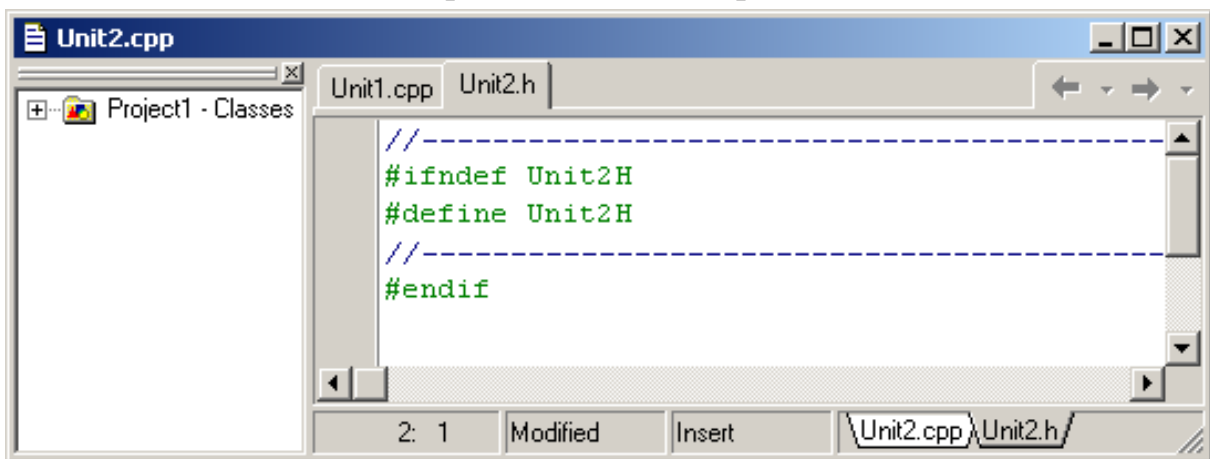 Unit2.cpp
Project1 - Classes
Unit1.cpp Unit2.h
//--------------------------------------------
#ifndef Unit2H
#define Unit2H
//--------------------------------------------
#endif
2: 1 Modified Insert Unit2.cpp Unit2.h